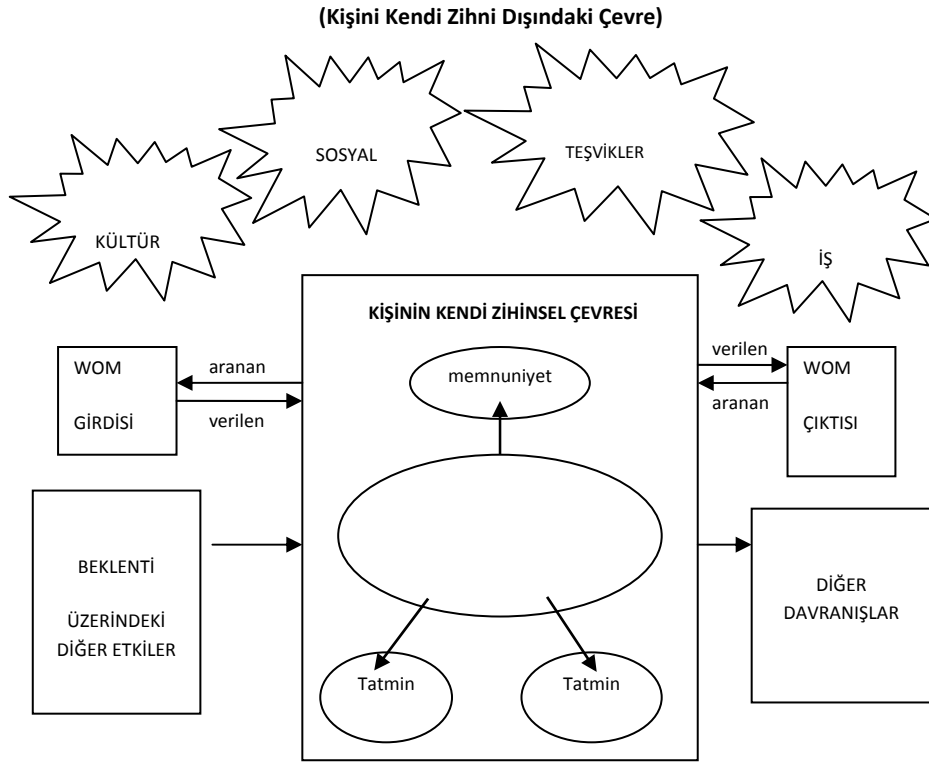 (Kişini Kendi Zihni Dışındaki Çevre)
SOSYAL
TEŞVİKLER
KÜLTÜR
İŞ
KİŞİNİN KENDİ ZİHİNSEL ÇEVRESİ
WOM
GİRDİSİ
aranan
verilen
memnuniyet
verilen
aranan
WOM
ÇIKTISI
BEKLENTİ
ÜZERİNDEKİ
DİĞER ETKİLER
DİĞER
DAVRANIŞLAR
Tatmin
Tatmin